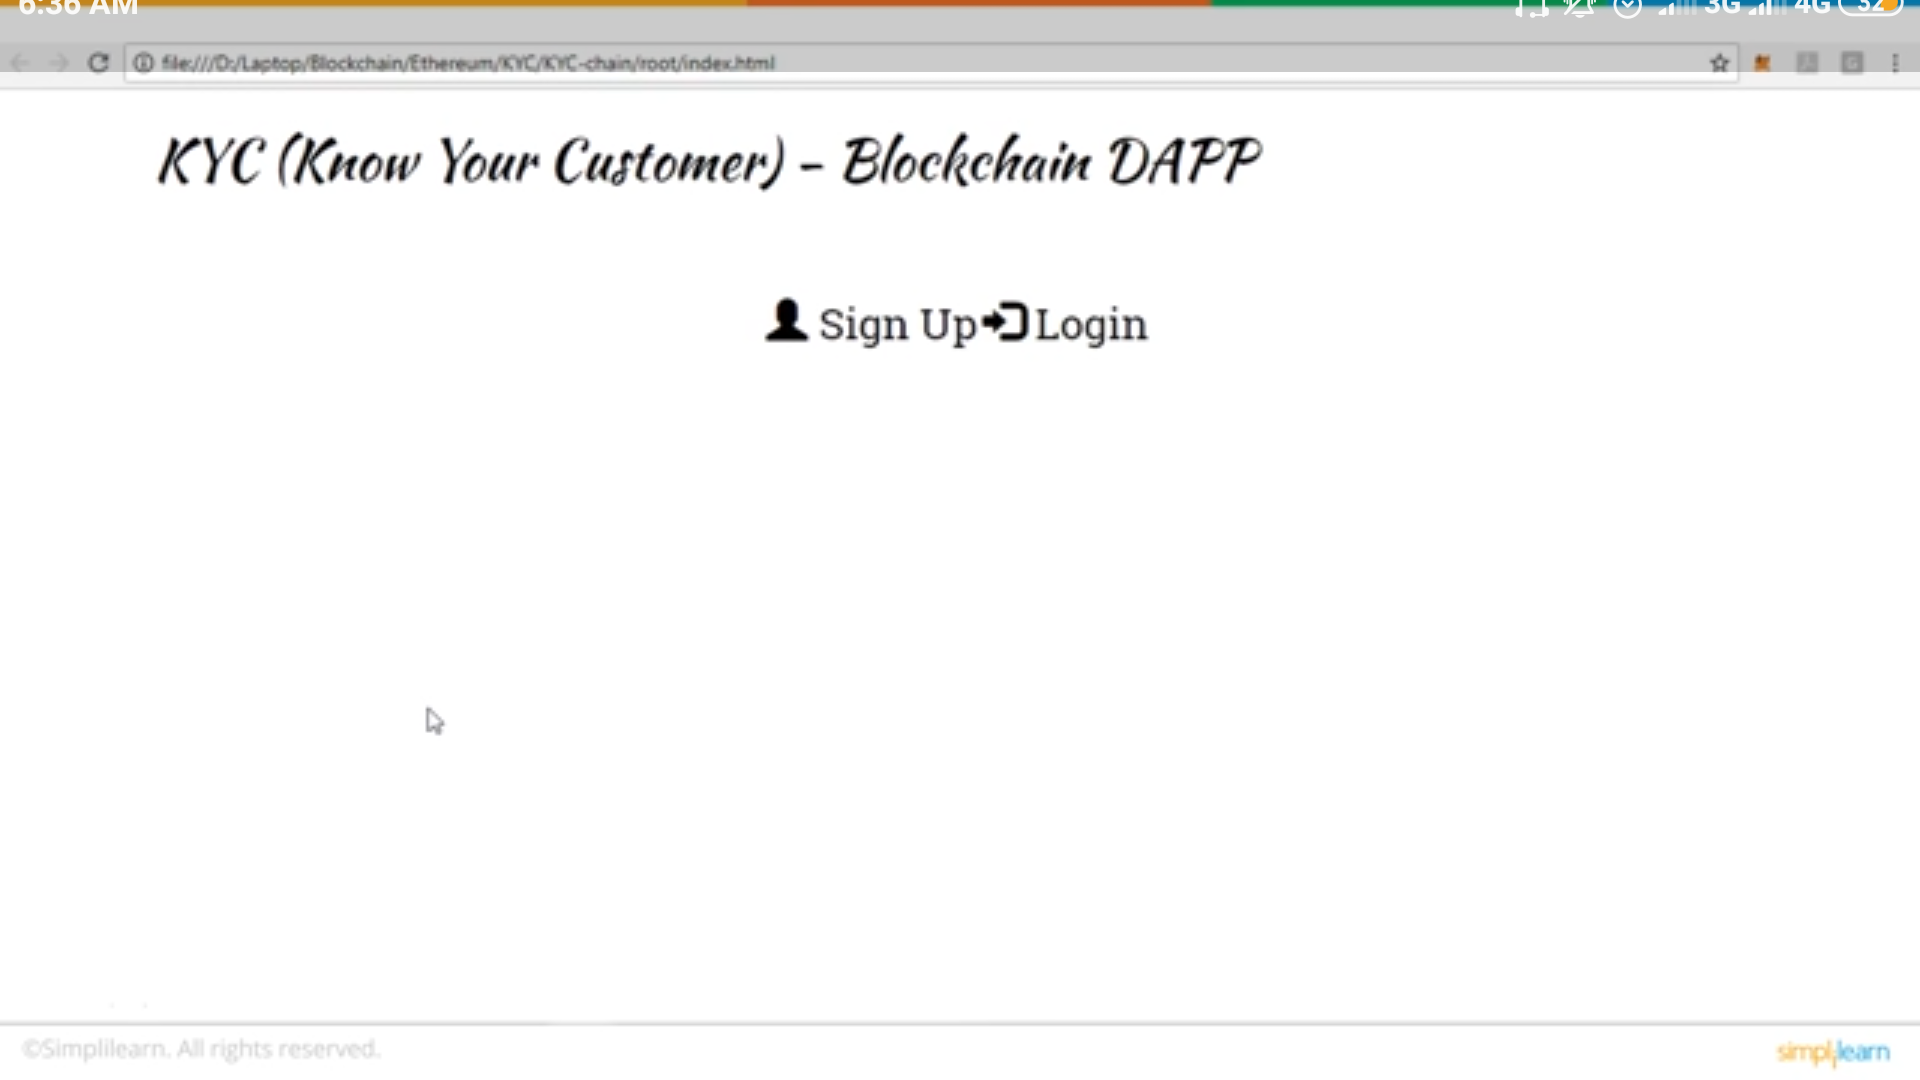 6:36 AM
3G 4G 32
file:///D:/Laptop/Blockchain/Ethereum/KYC/KYC-chain/root/index.html
KYC (Know Your Customer) - Blockchain DAPP
Sign Up Login
©Simplilearn. All rights reserved.
simplilearn